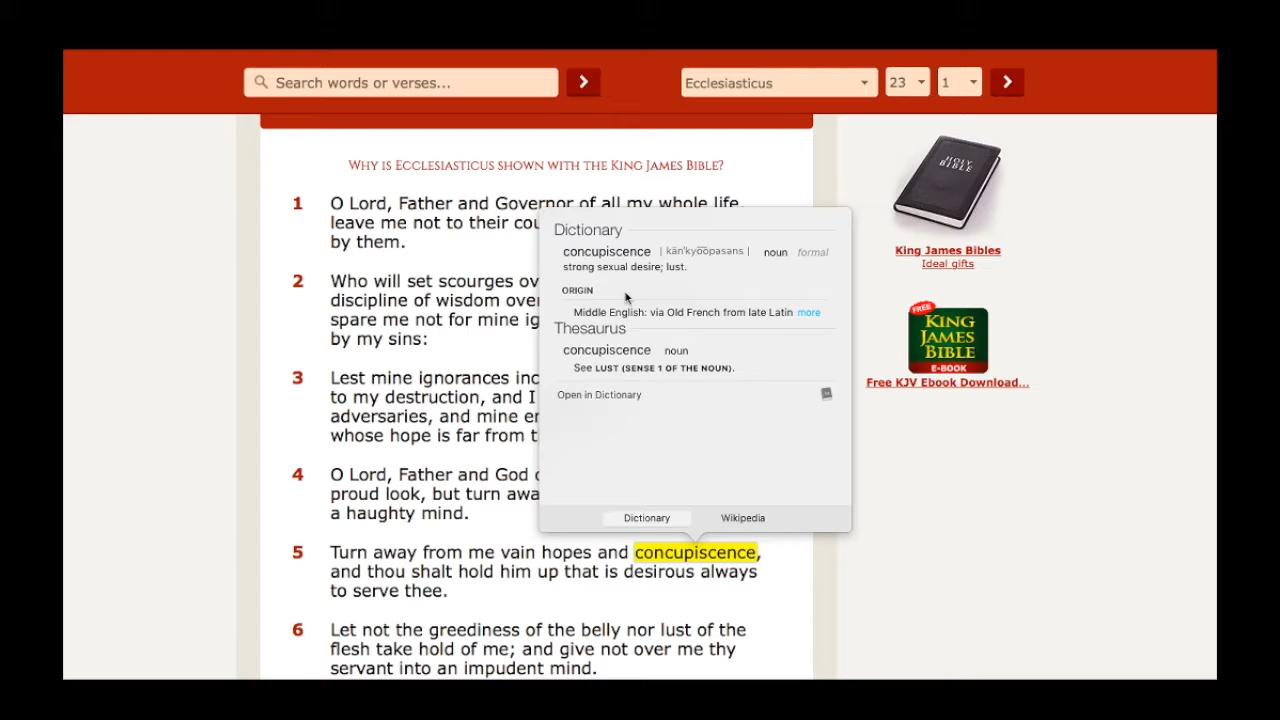 Search words or verses...
Ecclesiasticus
23
1
Why is Ecclesiasticus shown with the King James Bible?
1 O Lord, Father and Governor of all my whole life,
leave me not to their cou
by them.
2 Who will set scourges ov
discipline of wisdom over
spare me not for mine ig
by my sins:
3 Lest mine ignorances inc
to my destruction, and I
adversaries, and mine en
whose hope is far from t
4 O Lord, Father and God o
proud look, but turn awa
a haughty mind.
5 Turn away from me vain hopes and concupiscence,
and thou shalt hold him up that is desirous always
to serve thee.
6 Let not the greediness of the belly nor lust of the
flesh take hold of me; and give not over me thy
servant into an impudent mind.
Dictionary
concupiscence | kän'kyo͞opəsəns | noun formal
strong sexual desire; lust.
ORIGIN
Middle English: via Old French from late Latin more
Thesaurus
concupiscence noun
See LUST (SENSE 1 OF THE NOUN).
Open in Dictionary
Dictionary Wikipedia
HOLY
BIBLE
King James Bibles
Ideal gifts
FREE
KING
JAMES
BIBLE
E-BOOK
Free KJV Ebook Download...